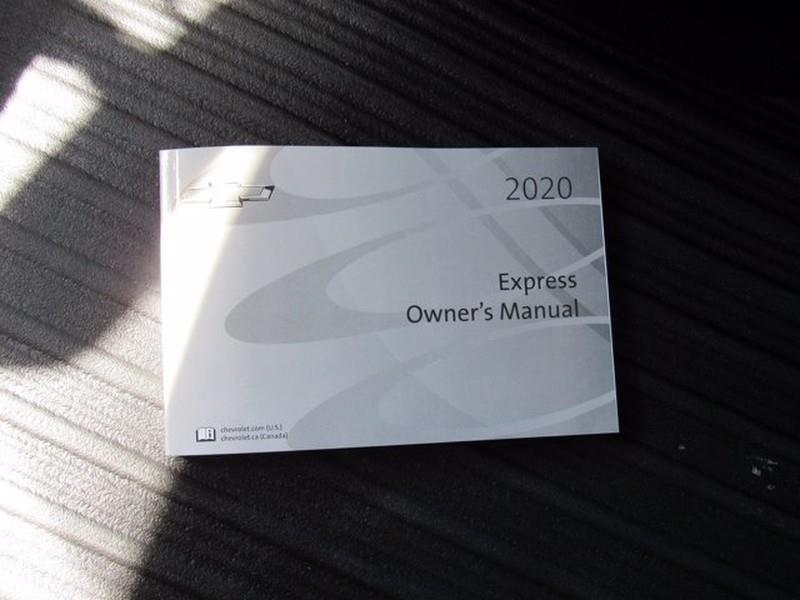 2020
Express
Owner's Manual
chevrolet.com (U.S.)
chevrolet.ca (Canada)